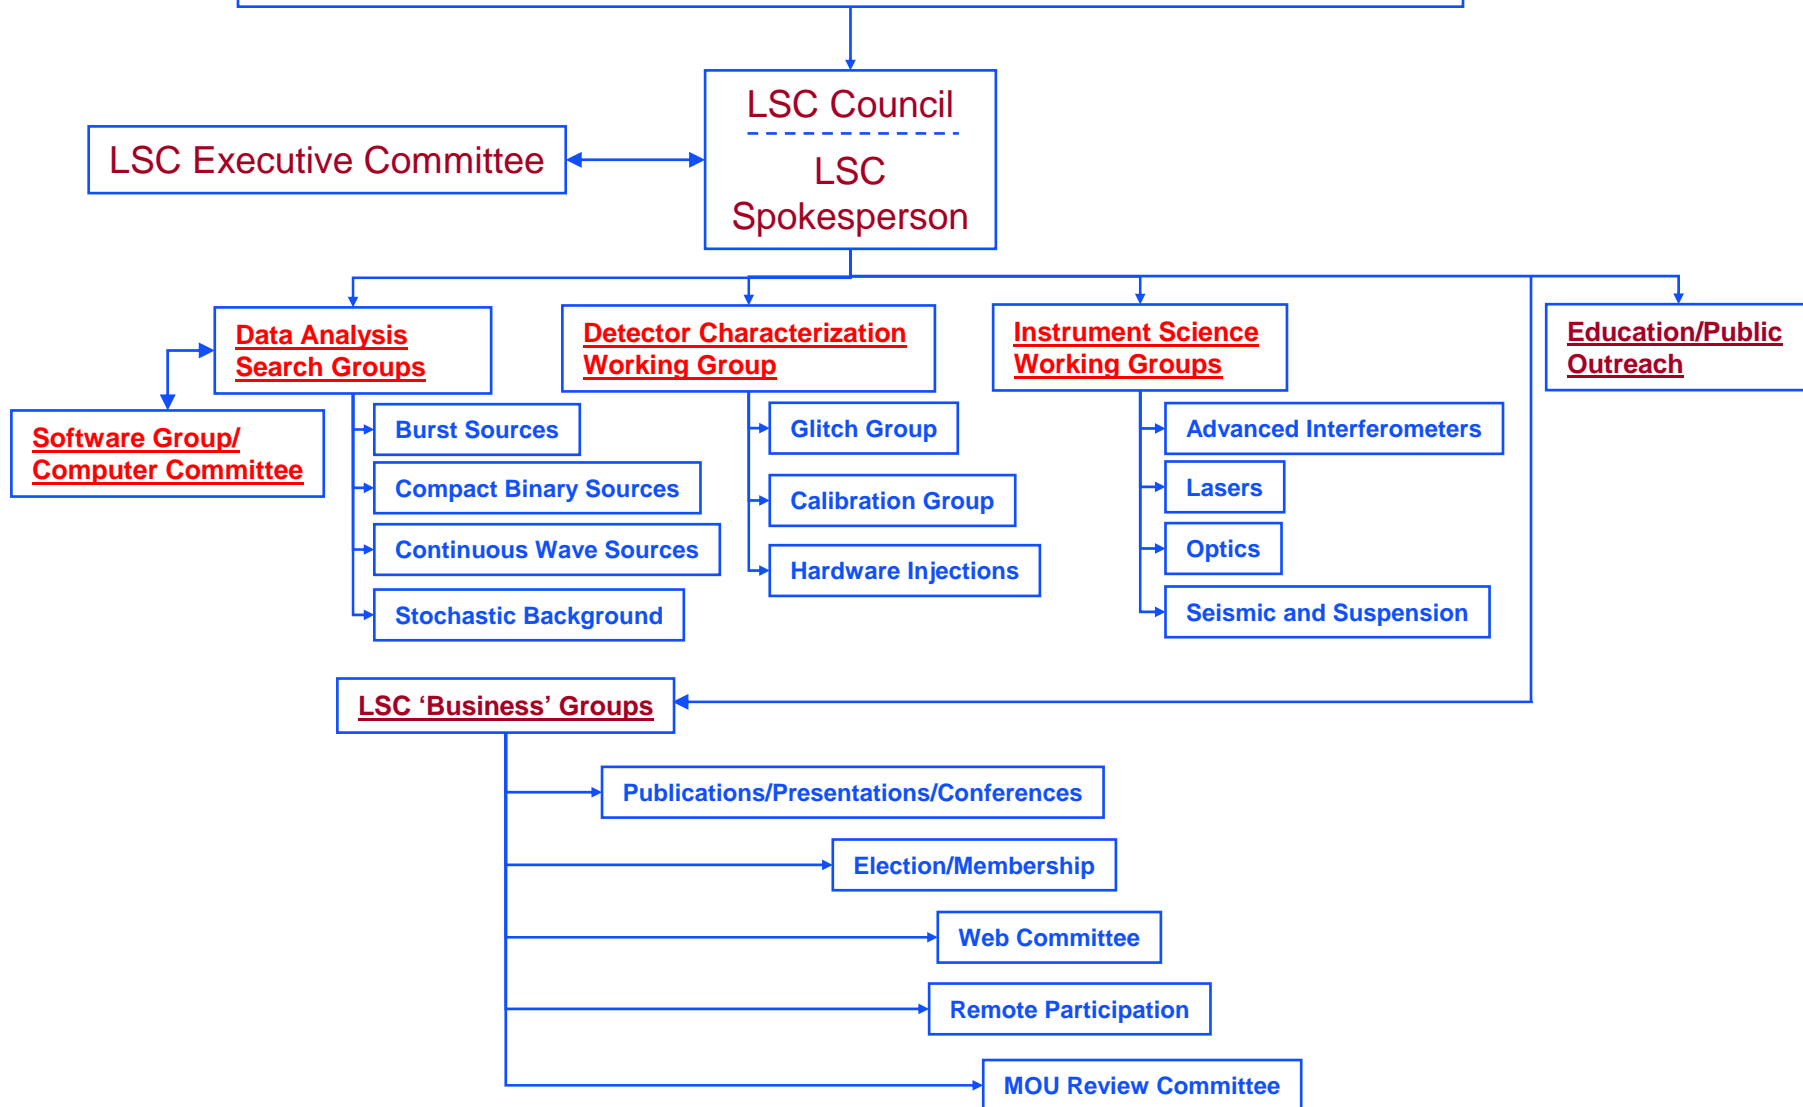 LSC Council
LSC Executive Committee
LSC
Spokesperson
Data Analysis
Search Groups
Detector Characterization
Working Group
Instrument Science
Working Groups
Education/Public
Outreach
Software Group/
Computer Committee
Burst Sources
Compact Binary Sources
Continuous Wave Sources
Stochastic Background
Glitch Group
Calibration Group
Hardware Injections
Advanced Interferometers
Lasers
Optics
Seismic and Suspension
LSC ‘Business’ Groups
Publications/Presentations/Conferences
Election/Membership
Web Committee
Remote Participation
MOU Review Committee